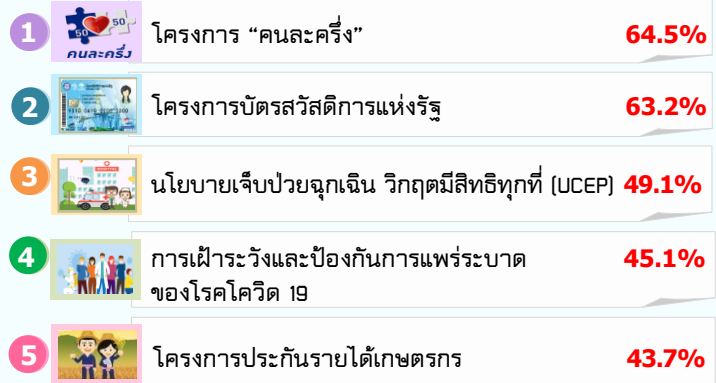 1
50
50
คนละครึ่ง
โครงการ “คนละครึ่ง”
64.5%
2
โครงการบัตรสวัสดิการแห่งรัฐ
63.2%
3
นโยบายเจ็บป่วยฉุกเฉิน วิกฤตมีสิทธิทุกที่ (UCEP)
49.1%
4
การเฝ้าระวังและป้องกันการแพร่ระบาด
ของโรคโควิด 19
45.1%
5
โครงการประกันรายได้เกษตรกร
43.7%